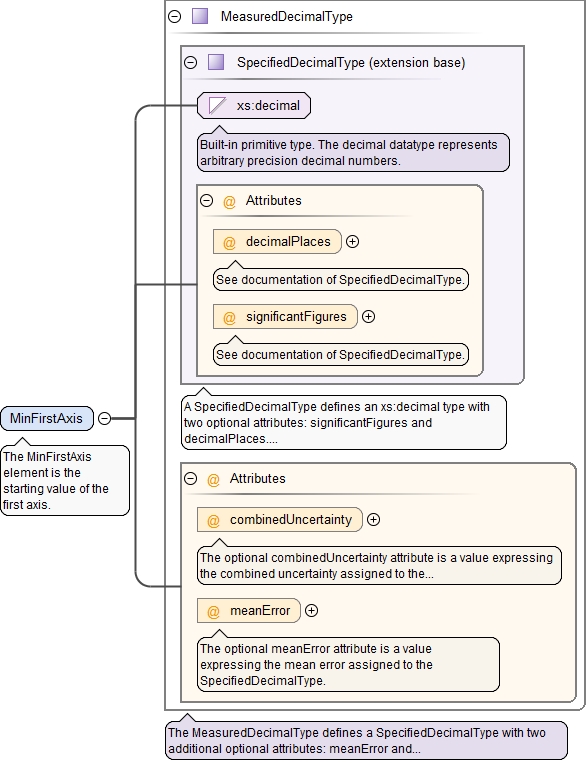 MeasuredDecimalType
SpecifiedDecimalType (extension base)
xs:decimal
Built-in primitive type. The decimal datatype represents
arbitrary precision decimal numbers.
@ Attributes
@ decimalPlaces
See documentation of SpecifiedDecimalType.
@ significantFigures
See documentation of SpecifiedDecimalType.
A SpecifiedDecimalType defines an xs:decimal type with
two optional attributes: significantFigures and
decimalPlaces....
MinFirstAxis
The MinFirstAxis
element is the
starting value of the
first axis.
@ Attributes
@ combinedUncertainty
The optional combinedUncertainty attribute is a value expressing
the combined uncertainty assigned to the...
@ meanError
The optional meanError attribute is a value
expressing the mean error assigned to the
SpecifiedDecimalType.
The MeasuredDecimalType defines a SpecifiedDecimalType with two
additional optional attributes: meanError and...